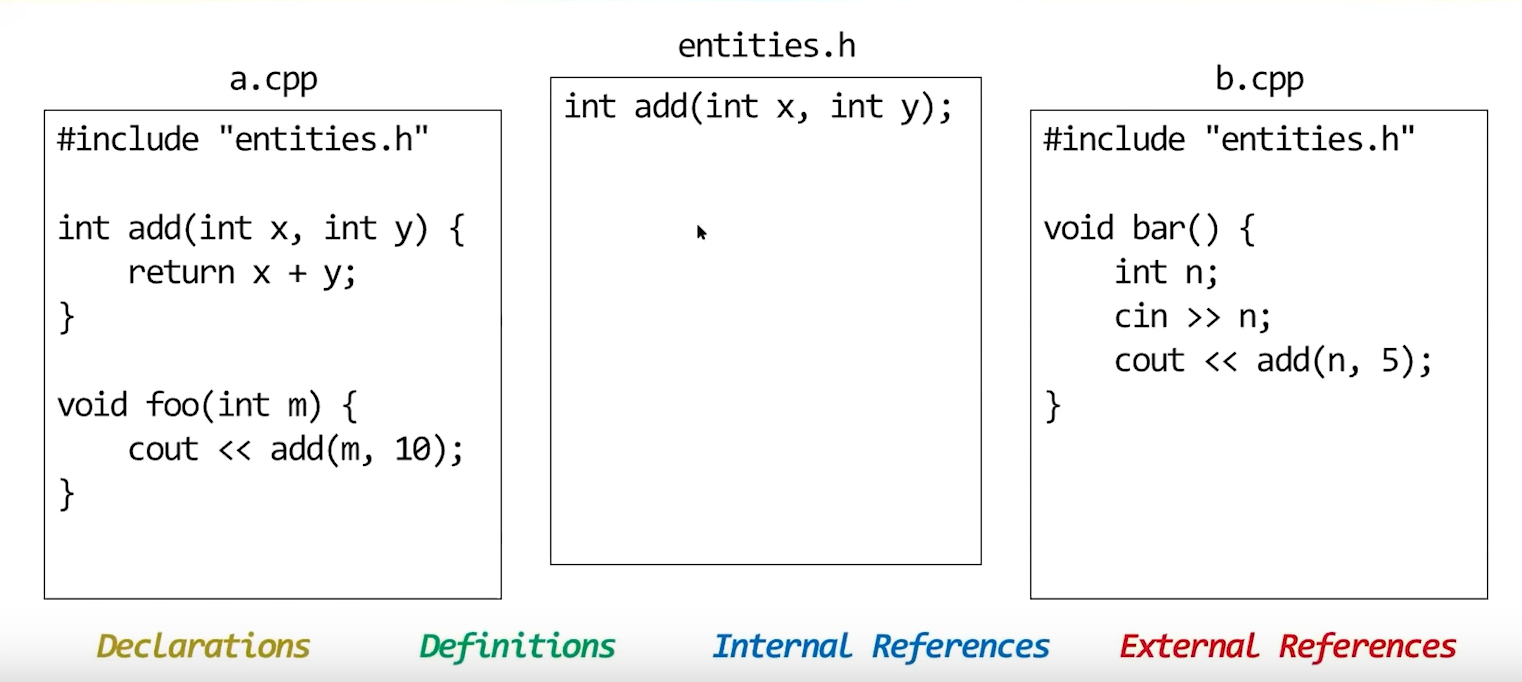 a.cpp
#include "entities.h"
int add(int x, int y) {
    return x + y;
}
void foo(int m) {
    cout << add(m, 10);
}
entities.h
int add(int x, int y);
b.cpp
#include "entities.h"
void bar() {
    int n;
    cin >> n;
    cout << add(n, 5);
}
Declarations
Definitions
Internal References
External References